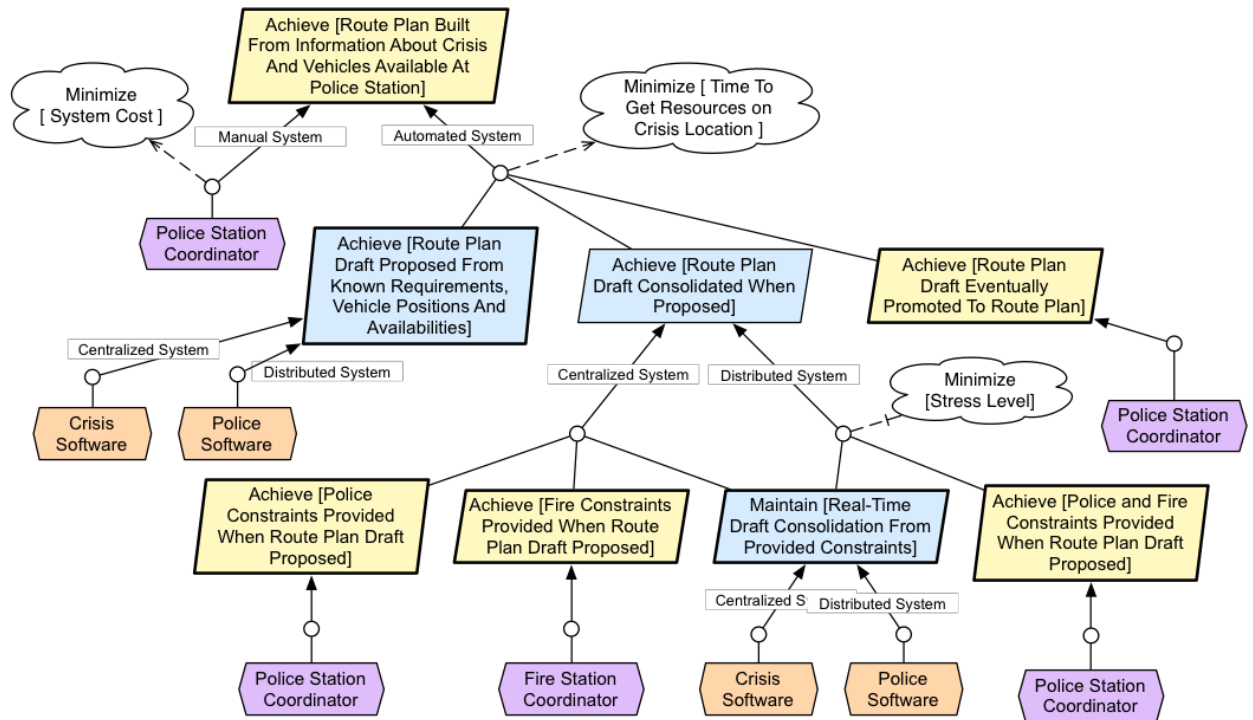 Achieve [Route Plan Built
From Information About Crisis
And Vehicles Available At
Police Station]
Minimize
[ System Cost ]
Minimize [ Time To
Get Resources on
Crisis Location ]
Manual System
Automated System
Police Station
Coordinator
Achieve [Route Plan
Draft Proposed From
Known Requirements,
Vehicle Positions And
Availabilities]
Achieve [Route Plan
Draft Consolidated When
Proposed]
Achieve [Route Plan
Draft Eventually
Promoted To Route Plan]
Centralized System
Distributed System
Centralized System
Distributed System
Minimize
[Stress Level]
Crisis
Software
Police
Software
Police Station
Coordinator
Achieve [Police
Constraints Provided
When Route Plan Draft
Proposed]
Achieve [Fire Constraints
Provided When Route
Plan Draft Proposed]
Maintain [Real-Time
Draft Consolidation From
Provided Constraints]
Achieve [Police and Fire
Constraints Provided
When Route Plan Draft
Proposed]
Centralized S
Distributed System
Police Station
Coordinator
Fire Station
Coordinator
Crisis
Software
Police
Software
Police Station
Coordinator